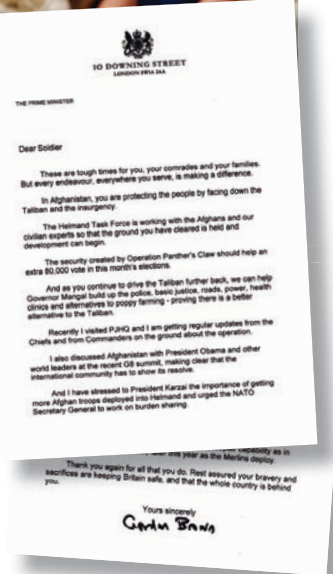 10 DOWNING STREET
LONDON SW1A 2AA
THE PRIME MINISTER
Dear Soldier
These are tough times for you, your comrades and your families.
But every endeavour, everywhere you serve, is making a difference.
In Afghanistan, you are protecting the people by facing down the
Taliban and the insurgency.
The Helmand Task Force is working with the Afghans and our
civilian experts so that the ground you have cleared is held and
development can begin.
The security created by Operation Panther's Claw should help an
extra 80,000 vote in this month's elections.
And as you continue to drive the Taliban further back, we can help
Governor Mangal build up the police, basic justice, roads, power, health
clinics and alternatives to poppy farming - proving there is a better
alternative to the Taliban.
Recently I visited PJHQ and I am getting regular updates from the
Chiefs and from Commanders on the ground about the operation.
I also discussed Afghanistan with President Obama and other
world leaders at the recent G8 summit, making clear that the
international community has to show its resolve.
And I have stressed to President Karzai the importance of getting
more Afghan troops deployed into Helmand and urged the NATO
Secretary General to work on burden sharing.
capability as in
this year as the Merlins deploy.
Thank you again for all that you do. Rest assured your bravery and
sacrifices are keeping Britain safe, and that the whole country is behind
you.
Yours sincerely
Gordon Brown